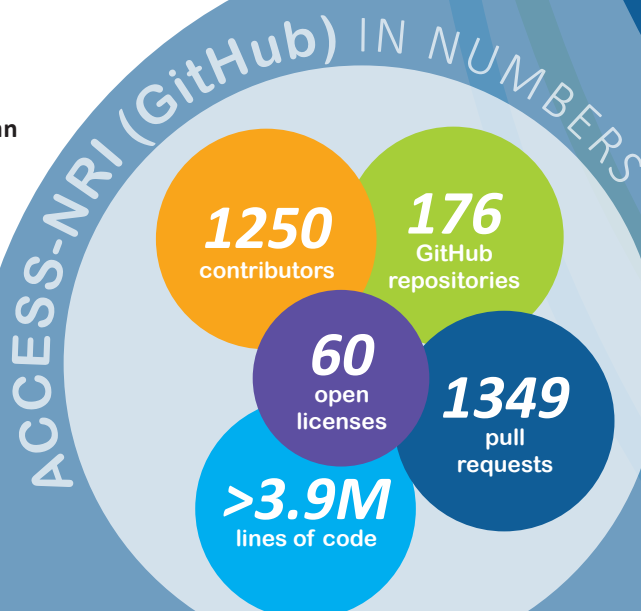 ACCESS-NRI (GitHub) IN NUMBERS
1250
contributors
176
GitHub
repositories
60
open
licenses
1349
pull
requests
>3.9M
lines of code